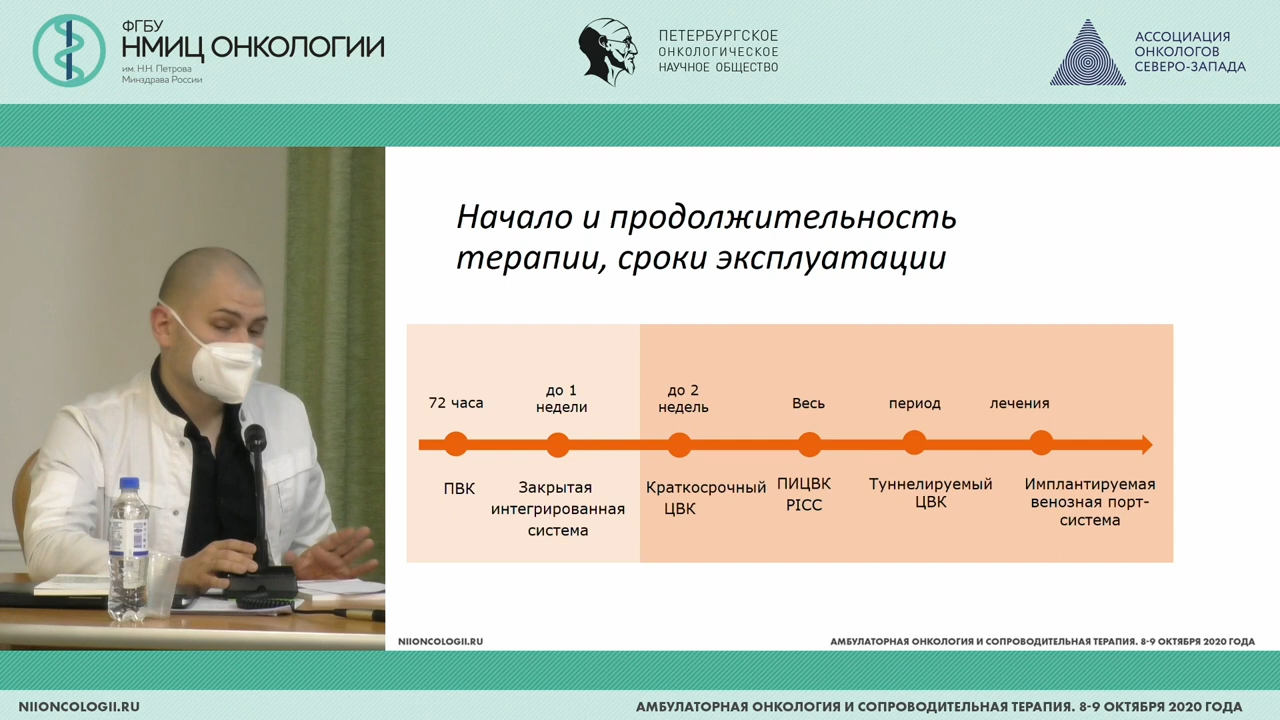 ФГБУ
НМИЦ ОНКОЛОГИИ
им. Н.Н. Петрова
Минздрава России
ПЕТЕРБУРГСКОЕ
ОНКОЛОГИЧЕСКОЕ
НАУЧНОЕ ОБЩЕСТВО
АССОЦИАЦИЯ
ОНКОЛОГОВ
СЕВЕРО-ЗАПАДА
Начало и продолжительность
терапии, сроки эксплуатации
72 часа
до 1
недели
до 2
недель
Весь
период
лечения
ПВК
Закрытая
интегрированная
система
Краткосрочный
ЦВК
ПИЦВК
PICC
Туннелируемый
ЦВК
Имплантируемая
венозная порт-
система
NIIONCOLOGII.RU
АМБУЛАТОРНАЯ ОНКОЛОГИЯ И СОПРОВОДИТЕЛЬНАЯ ТЕРАПИЯ. 8-9 ОКТЯБРЯ 2020 ГОДА
NIIONCOLOGII.RU
АМБУЛАТОРНАЯ ОНКОЛОГИЯ И СОПРОВОДИТЕЛЬНАЯ ТЕРАПИЯ. 8-9 ОКТЯБРЯ 2020 ГОДА